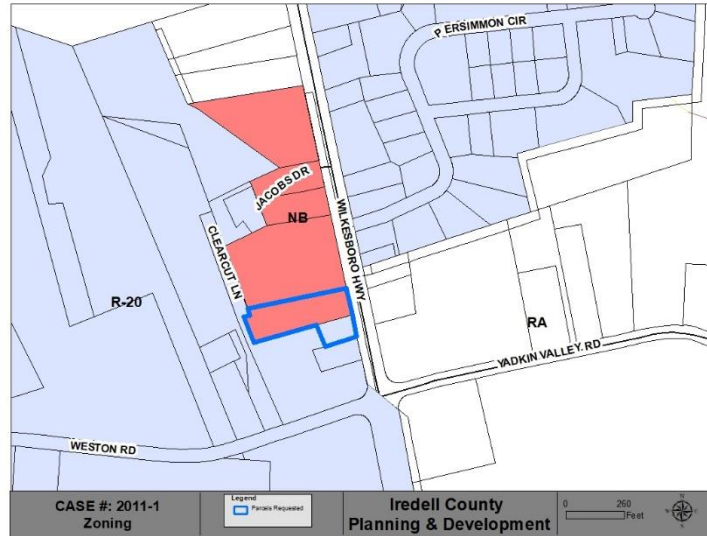 P ERSIMMON CIR
JACOBS DR
NB
WILKESBORO HWY
CLEARCUT LN
R-20
RA
YADKIN VALLEY RD
WESTON RD
CASE #: 2011-1
Zoning
Legend
Parcels Requested
Iredell County
Planning & Development
0 260
Feet